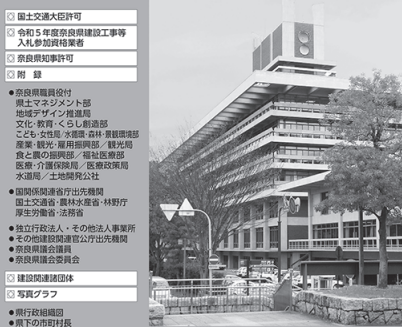 国土交通大臣許可
令和5年度奈良県建設工事等
入札参加資格業者
奈良県知事許可
附 録
●奈良県職員役付
県土マネジメント部
地域デザイン推進局
文化・教育・くらし創造部
こども・女性局/水循環・森林・景観環境部
産業・観光・雇用振興部/観光局
食と農の振興部/福祉医療部
医療・介護保険局/医療政策局
水道局/土地開発公社
●国関係関連省庁出先機関
国土交通省・農林水産省・林野庁
厚生労働省・法務省
●独立行政法人・その他法人事業所
●その他建設関連官公庁出先機関
●奈良県議会議員
●奈良県議会委員会
建設関連諸団体
写真グラフ
●県行政組織図
●県下の市町村長